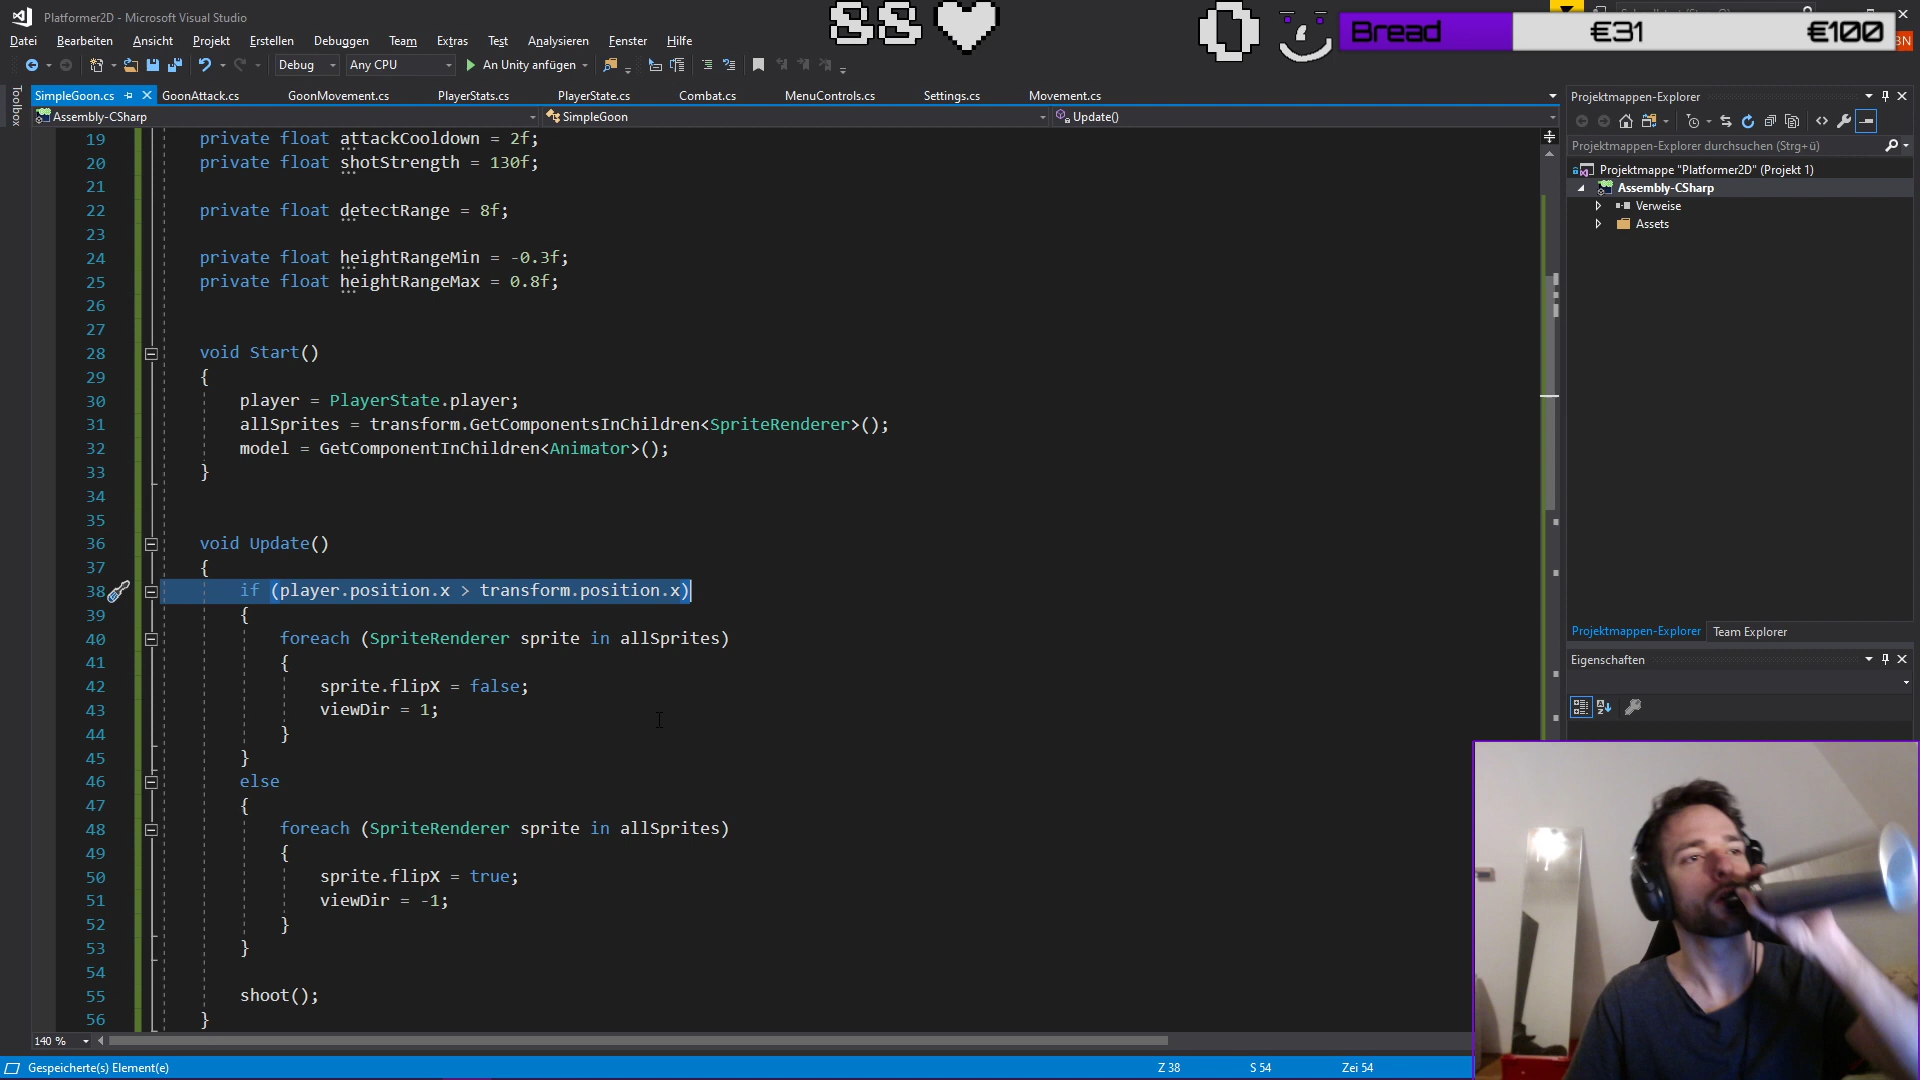 Platformer2D - Microsoft Visual Studio
88
0
Bread
€31
€100
Datei Bearbeiten Ansicht Projekt Erstellen Debuggen Team Extras Test Analysieren Fenster Hilfe
Debug Any CPU An Unity anfügen
Toolbox
SimpleGoon.cs GoonAttack.cs GoonMovement.cs PlayerStats.cs PlayerState.cs Combat.cs MenuControls.cs Settings.cs Movement.cs
Assembly-CSharp SimpleGoon Update()
19 private float attackCooldown = 2f;
20 private float shotStrength = 130f;
21
22 private float detectRange = 8f;
23
24 private float heightRangeMin = -0.3f;
25 private float heightRangeMax = 0.8f;
26
27
28 void Start()
29 {
30 player = PlayerState.player;
31 allSprites = transform.GetComponentsInChildren<SpriteRenderer>();
32 model = GetComponentInChildren<Animator>();
33 }
34
35
36 void Update()
37 {
38 if (player.position.x > transform.position.x)
39 {
40 foreach (SpriteRenderer sprite in allSprites)
41 {
42 sprite.flipX = false;
43 viewDir = 1;
44 }
45 }
46 else
47 {
48 foreach (SpriteRenderer sprite in allSprites)
49 {
50 sprite.flipX = true;
51 viewDir = -1;
52 }
53 }
54
55 shoot();
56 }
140 %
Gespeicherte(s) Element(e) Z 38 S 54 Zei 54
Projektmappen-Explorer
Projektmappen-Explorer durchsuchen (Strg+ü)
Projektmappe "Platformer2D" (Projekt 1)
Assembly-CSharp
Verweise
Assets
Projektmappen-Explorer Team Explorer
Eigenschaften